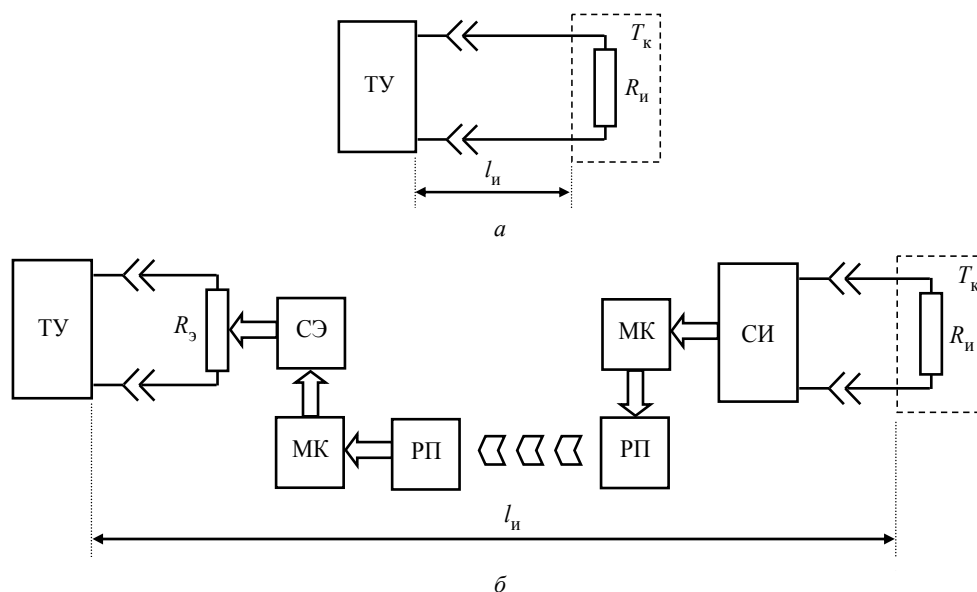 ТУ
Tк
Rи
lи
а
ТУ
Rэ
СЭ
МК
РП
РП
МК
СИ
Tк
Rи
lи
б